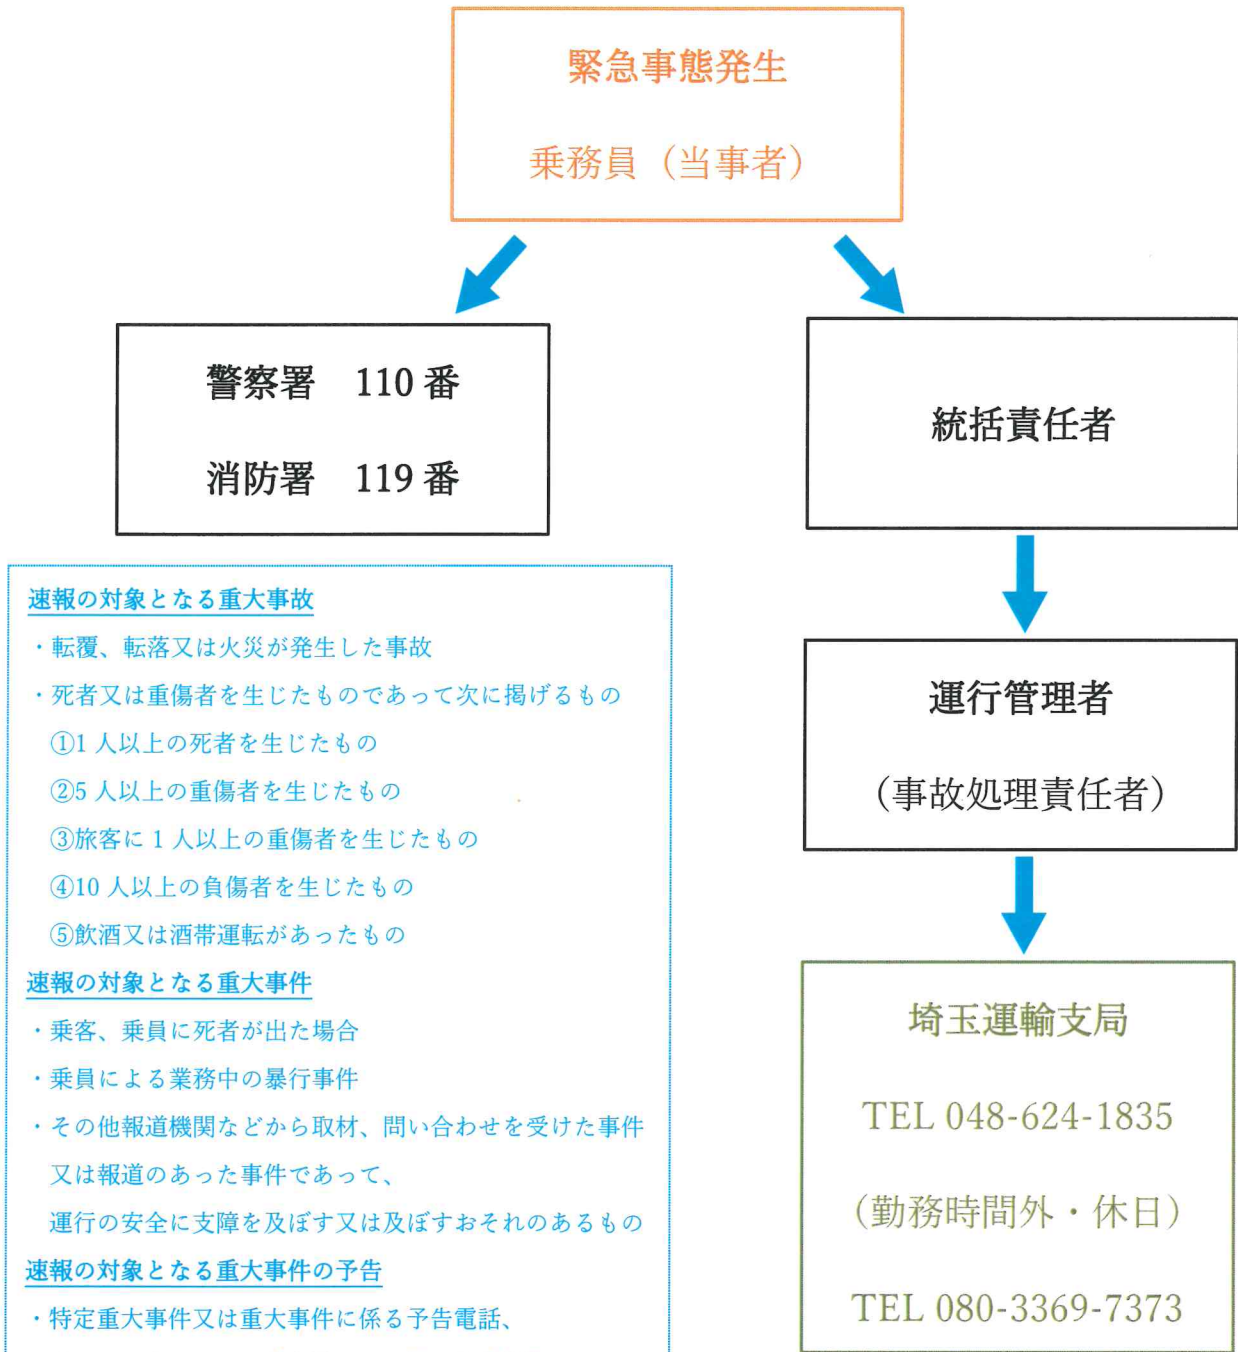 緊急事態発生
乗務員（当事者）
警察署　110 番
消防署　119 番
統括責任者
運行管理者
（事故処理責任者）
埼玉運輸支局
TEL 048-624-1835
（勤務時間外・休日）
TEL 080-3369-7373
速報の対象となる重大事故
・転覆、転落又は火災が発生した事故
・死者又は重傷者を生じたものであって次に掲げるもの
①1 人以上の死者を生じたもの
②5 人以上の重傷者を生じたもの
③旅客に 1 人以上の重傷者を生じたもの
④10 人以上の負傷者を生じたもの
⑤飲酒又は酒帯運転があったもの
速報の対象となる重大事件
・乗客、乗員に死者が出た場合
・乗員による業務中の暴行事件
・その他報道機関などから取材、問い合わせを受けた事件
又は報道のあった事件であって、
運行の安全に支障を及ぼす又は及ぼすおそれのあるもの
速報の対象となる重大事件の予告
・特定重大事件又は重大事件に係る予告電話、